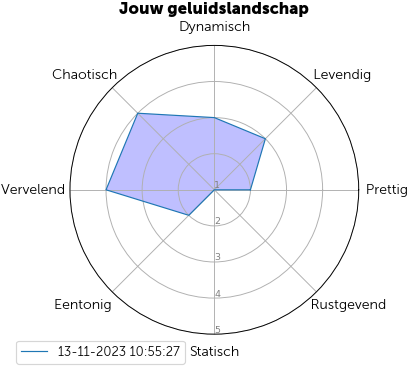 Jouw geluidslandschap
Dynamisch
Chaotisch
Levendig
Vervelend
1
Prettig
2
3
4
Eentonig
Rustgevend
5
13-11-2023 10:55:27
Statisch